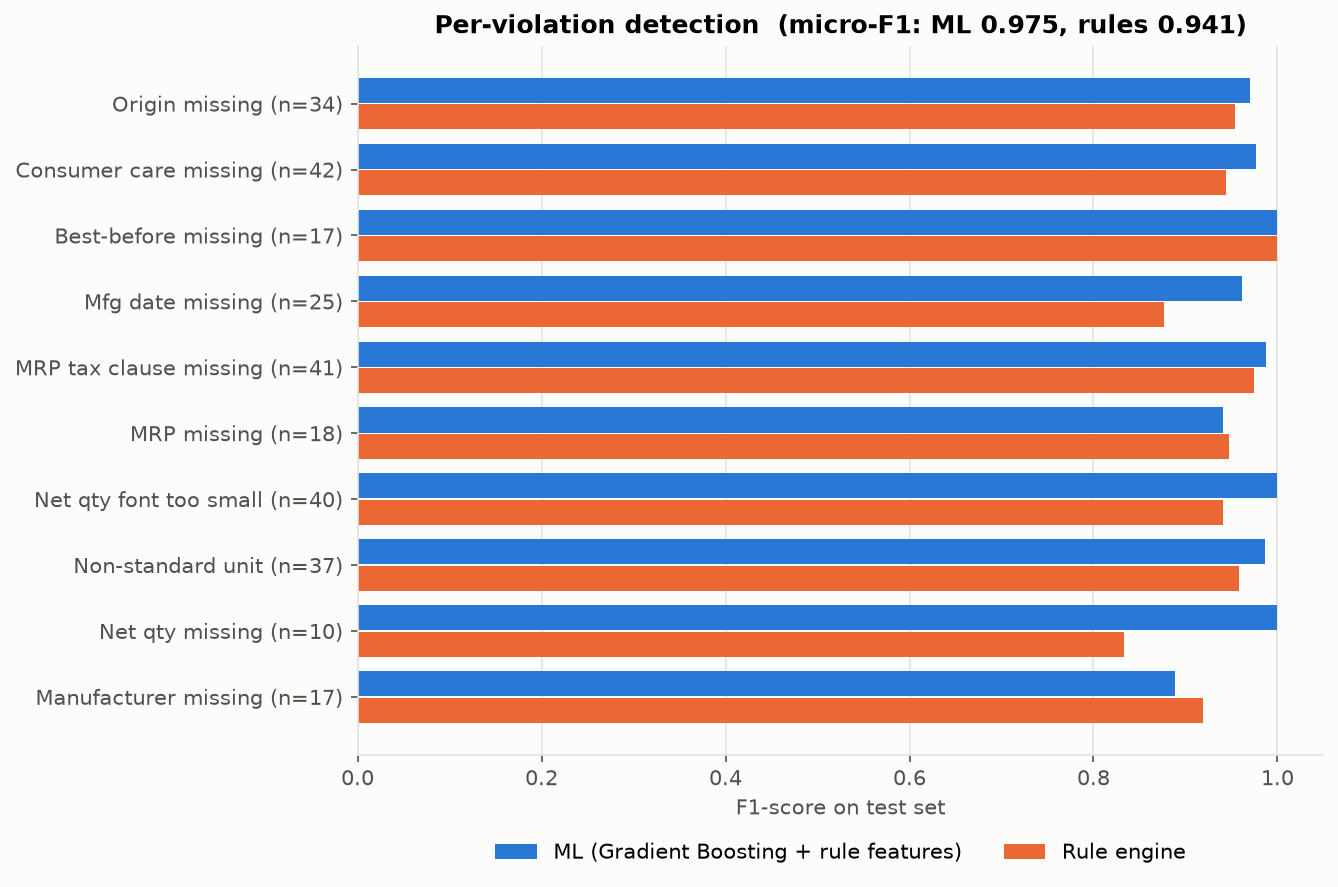 Per-violation detection  (micro-F1: ML 0.975, rules 0.941)
Origin missing (n=34)
Consumer care missing (n=42)
Best-before missing (n=17)
Mfg date missing (n=25)
MRP tax clause missing (n=41)
MRP missing (n=18)
Net qty font too small (n=40)
Non-standard unit (n=37)
Net qty missing (n=10)
Manufacturer missing (n=17)
0.0 0.2 0.4 0.6 0.8 1.0
F1-score on test set
ML (Gradient Boosting + rule features) Rule engine